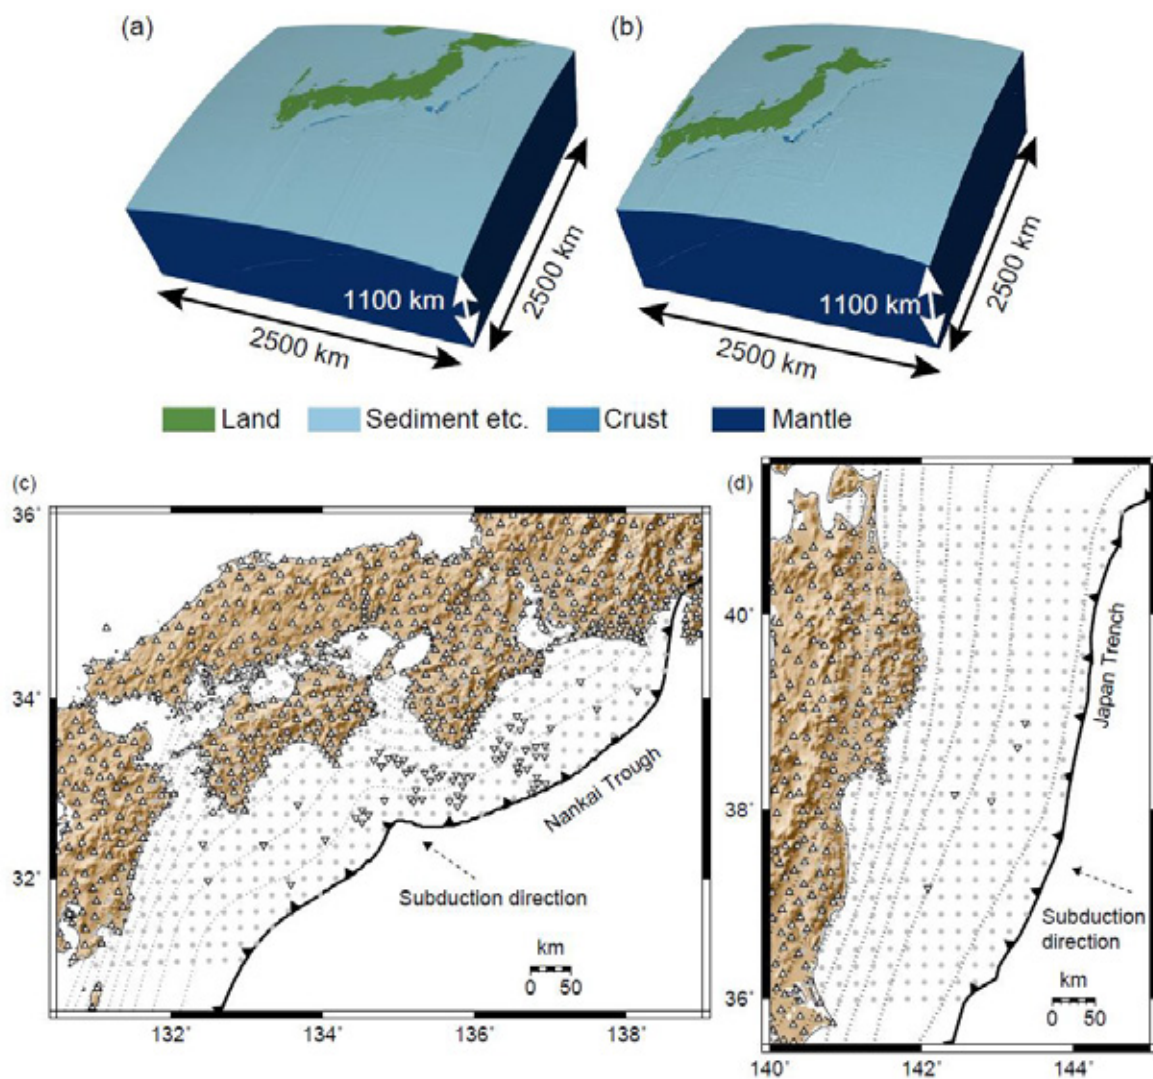 (a)
(b)
1100 km
2500 km
2500 km
1100 km
2500 km
2500 km
Land
Sediment etc.
Crust
Mantle
(c)
36°
34°
32°
132°
134°
136°
138°
Nankai Trough
Subduction direction
km
0 50
(d)
40°
38°
36°
140°
142°
144°
Japan Trench
Subduction
direction
km
0 50